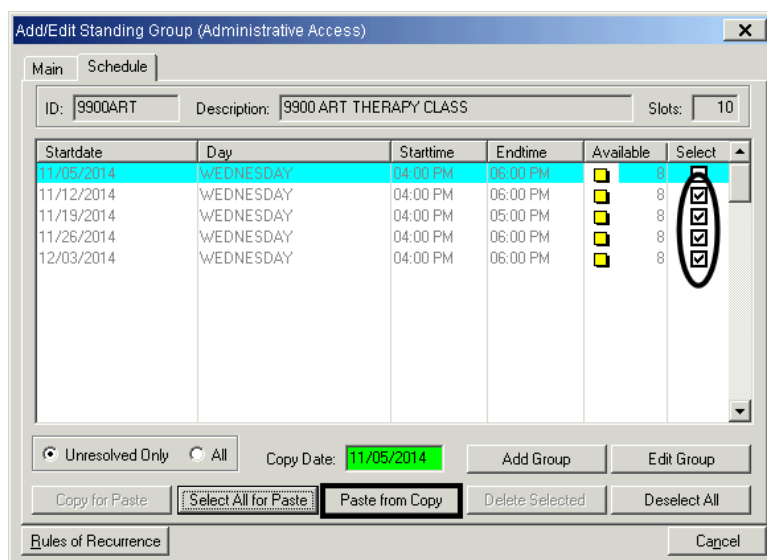 Add/Edit Standing Group (Administrative Access)
Main Schedule
ID: 9900ART Description: 9900 ART THERAPY CLASS Slots: 10
Startdate Day Starttime Endtime Available Select
11/05/2014 WEDNESDAY 04:00 PM 06:00 PM 8
11/12/2014 WEDNESDAY 04:00 PM 06:00 PM 8
11/19/2014 WEDNESDAY 04:00 PM 05:00 PM 8
11/26/2014 WEDNESDAY 04:00 PM 06:00 PM 8
12/03/2014 WEDNESDAY 04:00 PM 06:00 PM 8
Unresolved Only All Copy Date: 11/05/2014 Add Group Edit Group
Copy for Paste Select All for Paste Paste from Copy Delete Selected Deselect All
Rules of Recurrence Cancel